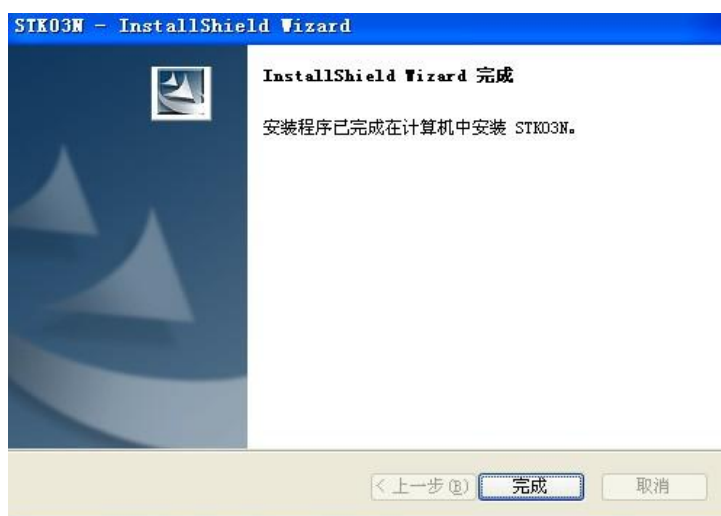 STK03N - InstallShield Wizard
InstallShield Wizard 完成
安装程序已完成在计算机中安装 STK03N。
< 上一步(B)
完成
取消